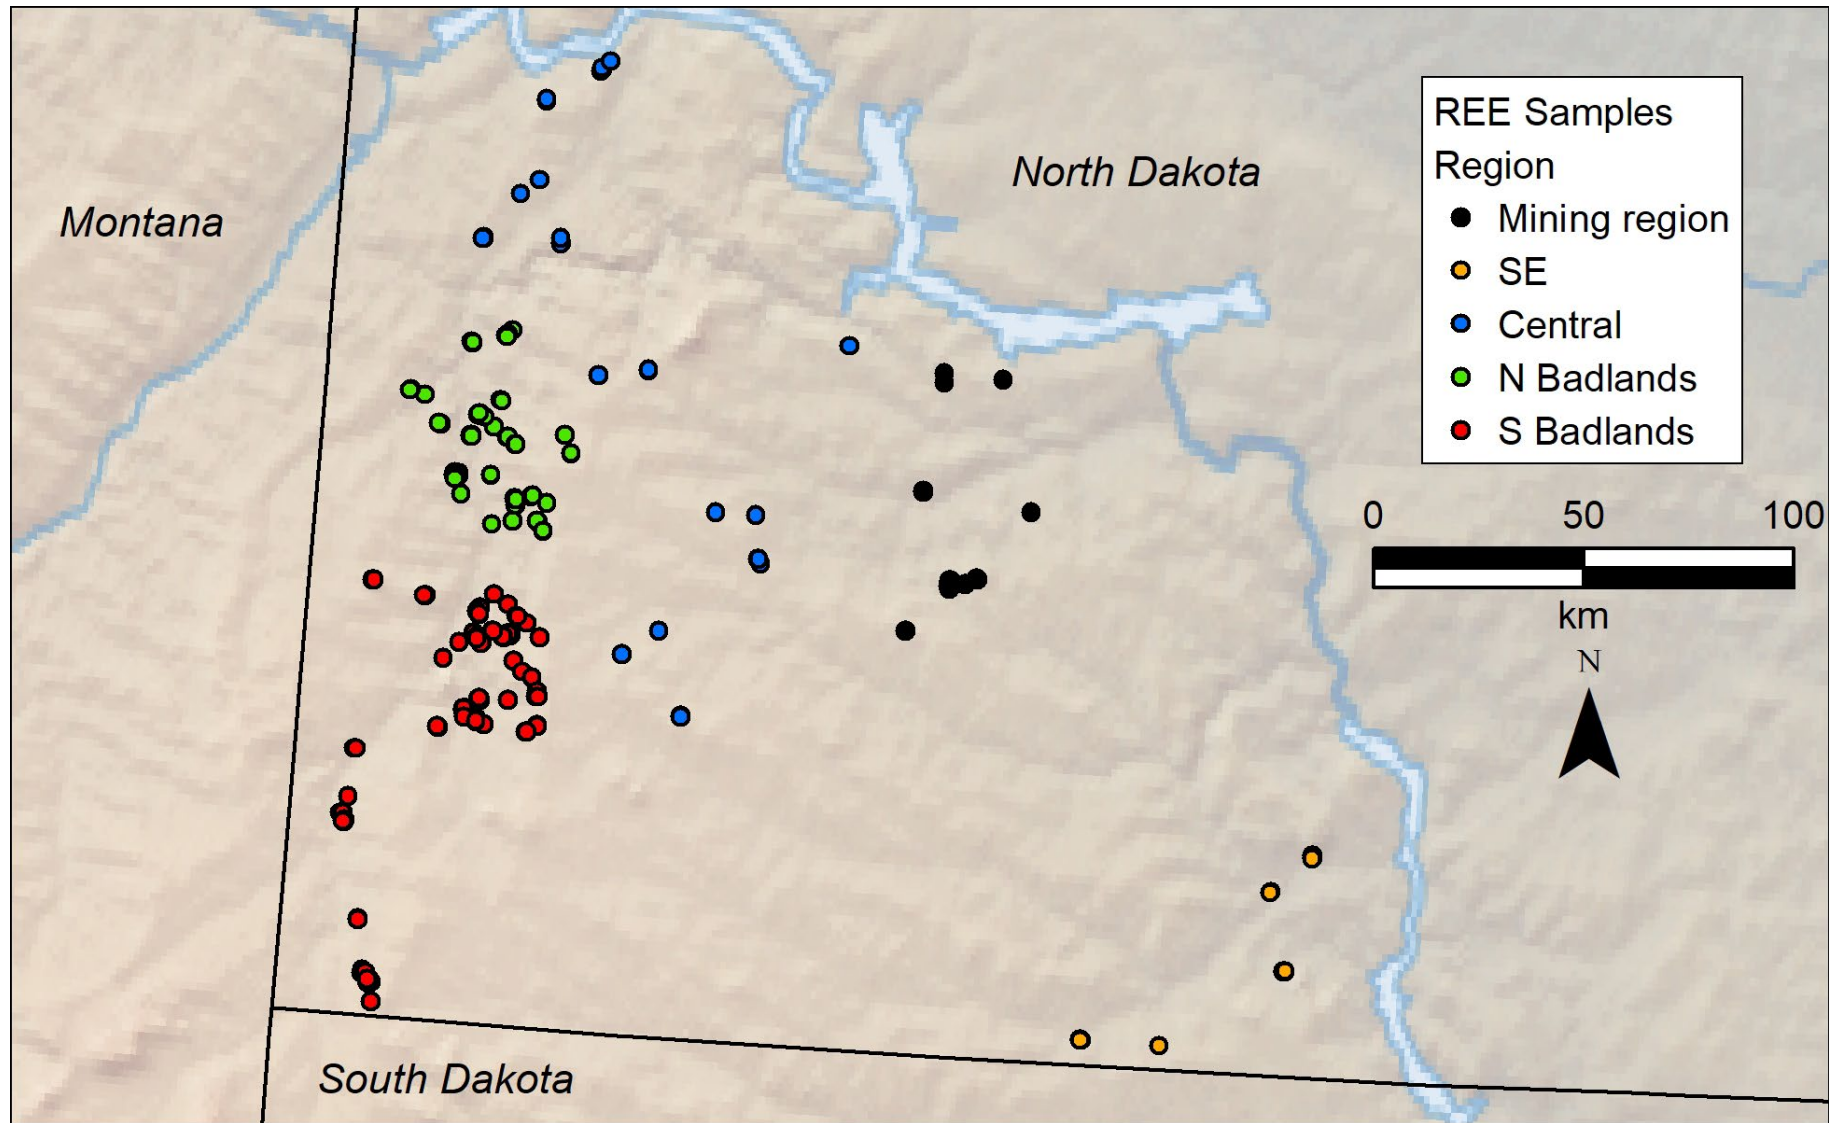 Montana
North Dakota
South Dakota
REE Samples
Region
Mining region
SE
Central
N Badlands
S Badlands
0 50 100
km
N